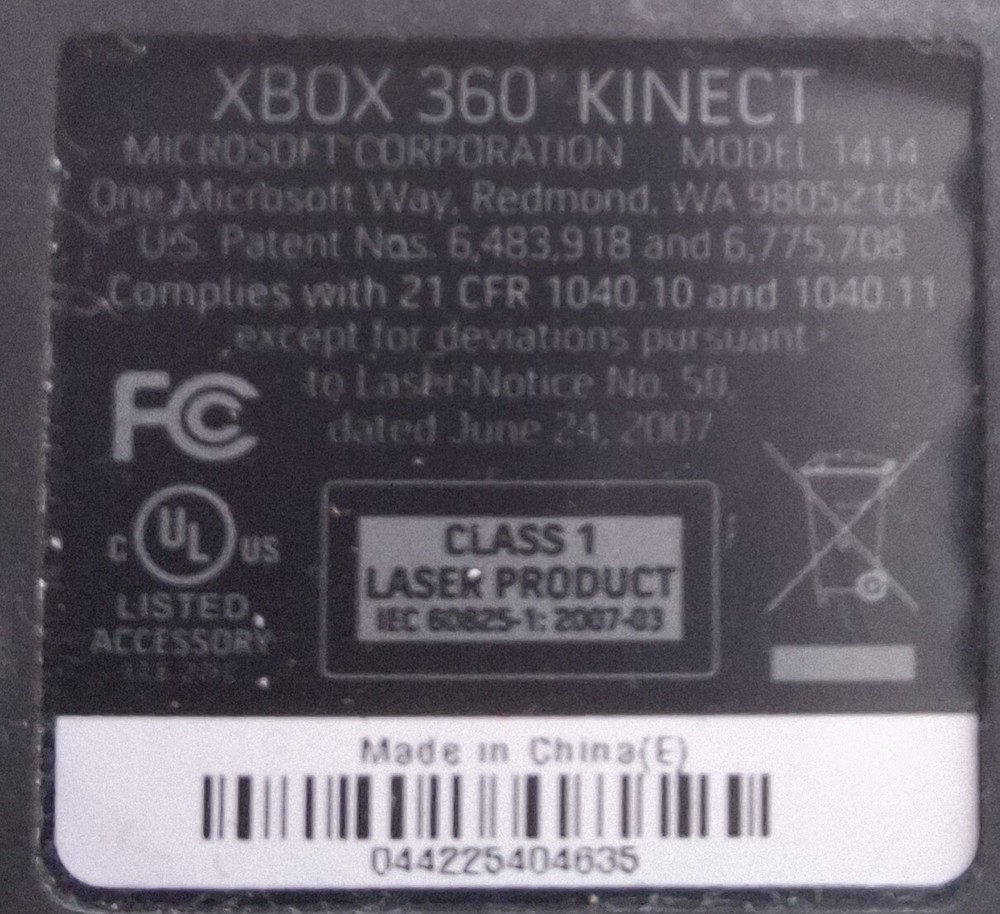 XBOX 360 KINECT
MICROSOFT CORPORATION MODEL 1414
One Microsoft Way, Redmond, WA 98052 USA
U.S. Patent Nos. 6,483,918 and 6,775,708
Complies with 21 CFR 1040.10 and 1040.11
except for deviations pursuant
to Laser Notice No. 50,
dated June 24, 2007
FC
C UL US
LISTED
ACCESSORY
CLASS 1
LASER PRODUCT
IEC 60825-1: 2007-03
Made in China(E)
044225404635